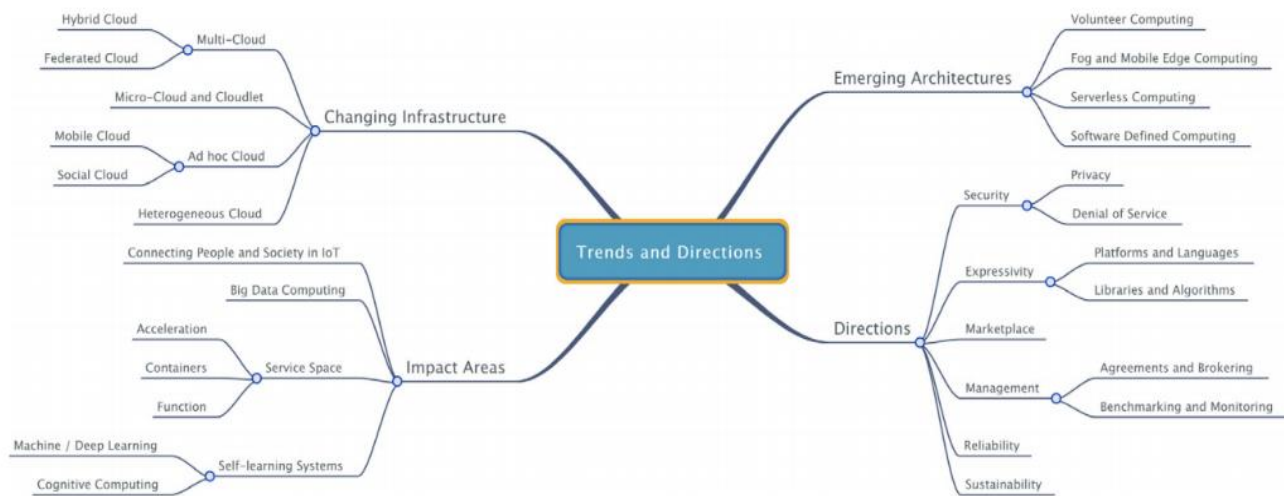 Hybrid Cloud
Federated Cloud
Multi-Cloud
Micro-Cloud and Cloudlet
Mobile Cloud
Social Cloud
Ad hoc Cloud
Heterogeneous Cloud
Changing Infrastructure
Connecting People and Society in IoT
Big Data Computing
Acceleration
Containers
Function
Service Space
Machine / Deep Learning
Cognitive Computing
Self-learning Systems
Impact Areas
Trends and Directions
Emerging Architectures
Volunteer Computing
Fog and Mobile Edge Computing
Serverless Computing
Software Defined Computing
Directions
Security
Privacy
Denial of Service
Expressivity
Platforms and Languages
Libraries and Algorithms
Marketplace
Management
Agreements and Brokering
Benchmarking and Monitoring
Reliability
Sustainability